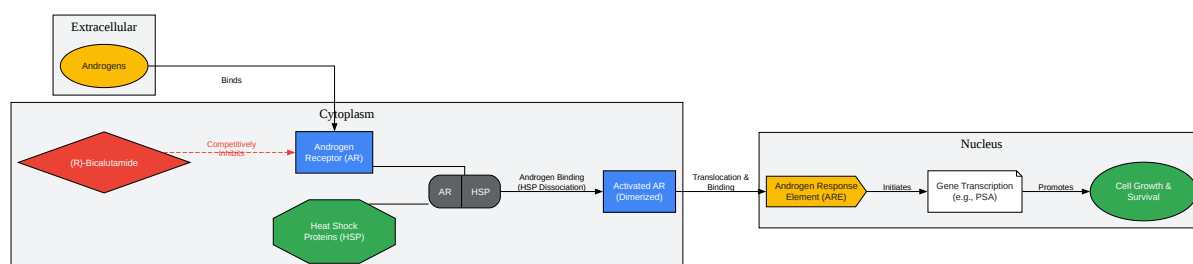 Extracellular
Androgens
Binds
Cytoplasm
(R)-Bicalutamide
Competitively
Inhibits
Androgen
Receptor (AR)
AR
HSP
Heat Shock
Proteins (HSP)
Androgen Binding
(HSP Dissociation)
Activated AR
(Dimerized)
Translocation &
Binding
Nucleus
Androgen Response
Element (ARE)
Initiates
Gene Transcription
(e.g., PSA)
Promotes
Cell Growth &
Survival